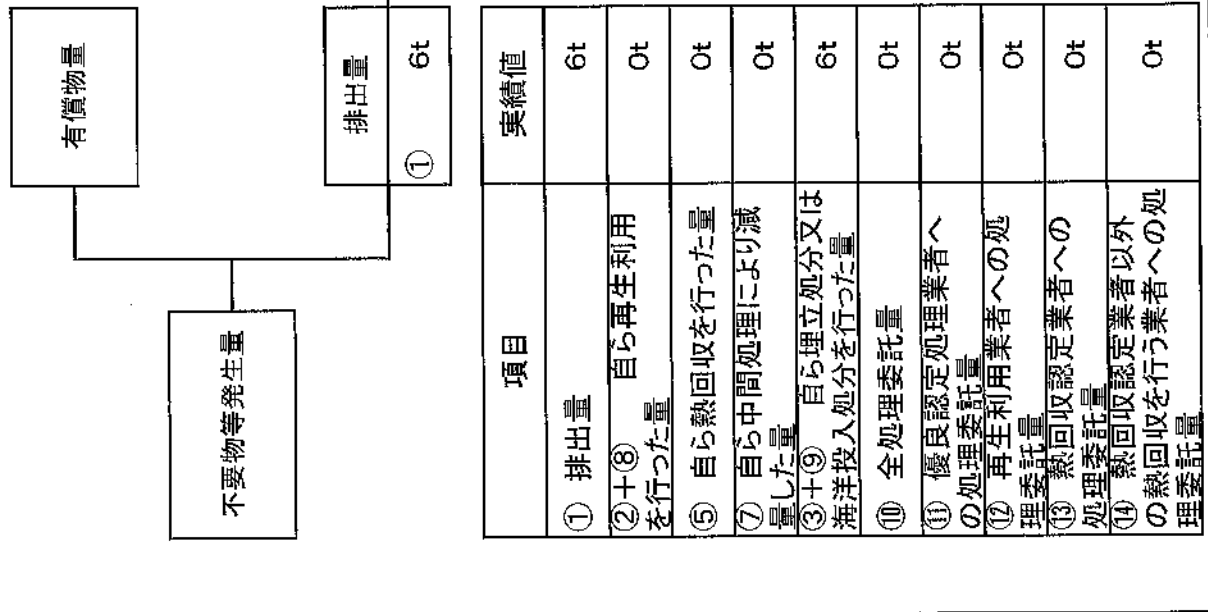 有償物量
不要物等発生量
排出量
① 6t
項目 実績値
① 排出量 6t
②+⑧ 自ら再生利用
を行った量 0t
⑤ 自ら熱回収を行った量 0t
⑦ 自ら中間処理により減
量した量 0t
③+⑨ 自ら埋立処分又は
海洋投入処分を行った量 6t
⑩ 全処理委託量 0t
⑪ 優良認定処理業者へ
の処理委託量 0t
⑫ 再生利用業者への処
理委託量 0t
⑬ 熱回収認定業者への
処理委託量 0t
⑭ 熱回収認定業者以外
の熱回収を行う業者への処
理委託量 0t